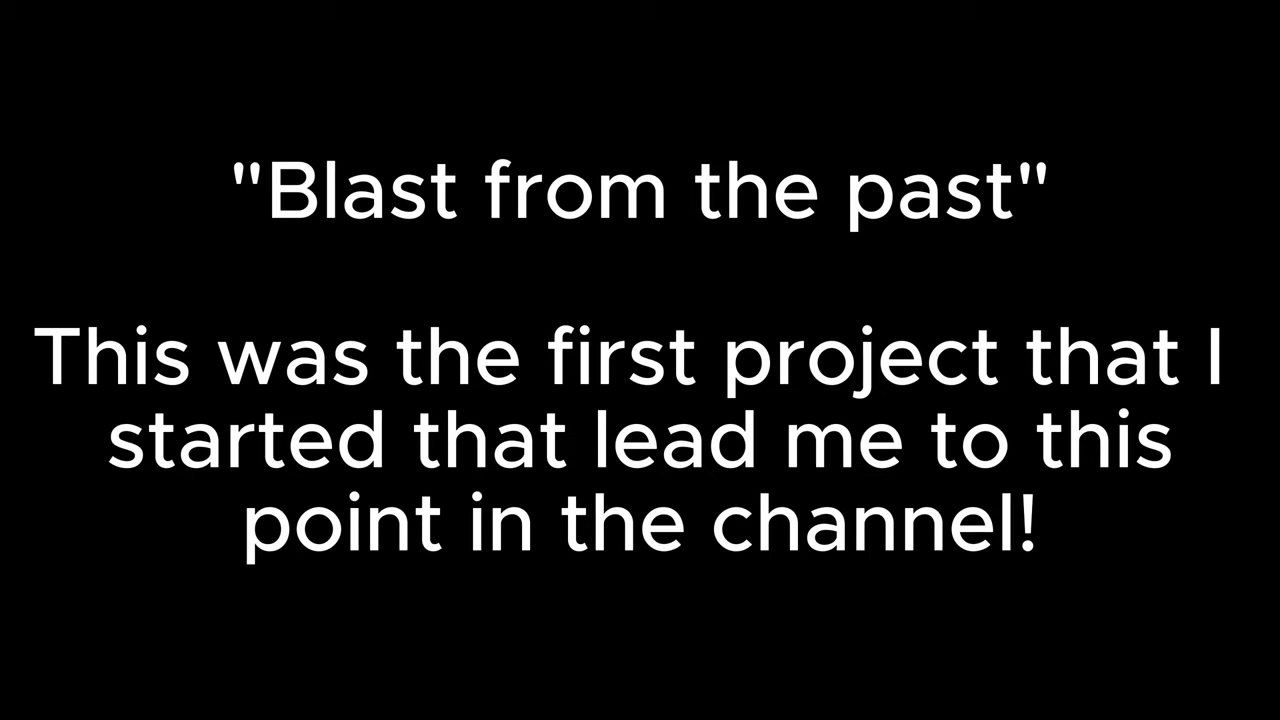 "Blast from the past"
This was the first project that I
started that lead me to this
point in the channel!